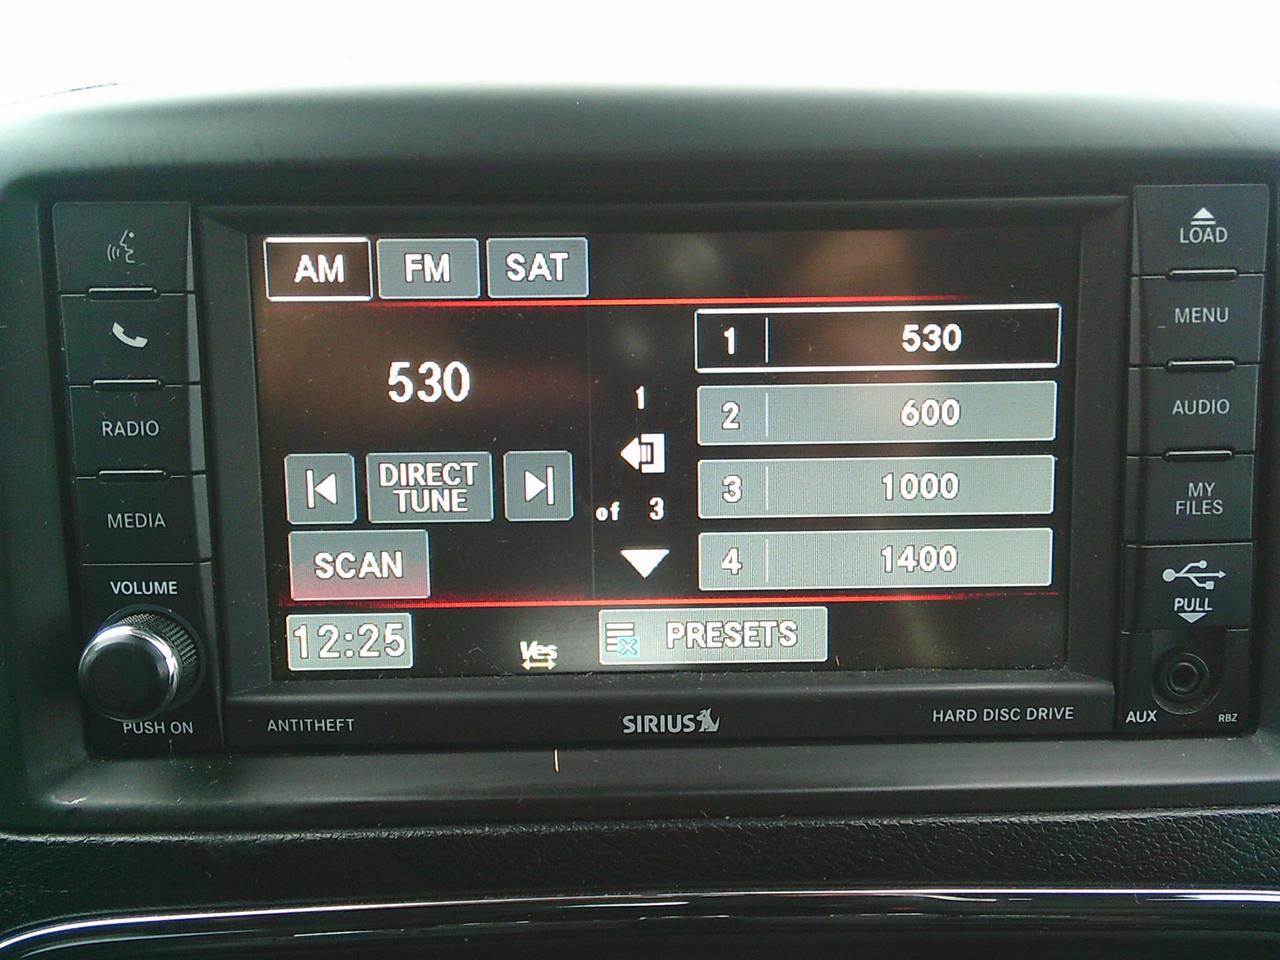 LOAD
AM FM SAT
MENU
1 530
530
1
2 600
RADIO
AUDIO
DIRECT
TUNE
3 1000
of 3
MEDIA
MY
FILES
SCAN
4 1400
VOLUME
PULL
12:25
Yes
PRESETS
PUSH ON
ANTITHEFT
SIRIUS
HARD DISC DRIVE
AUX
RBZ